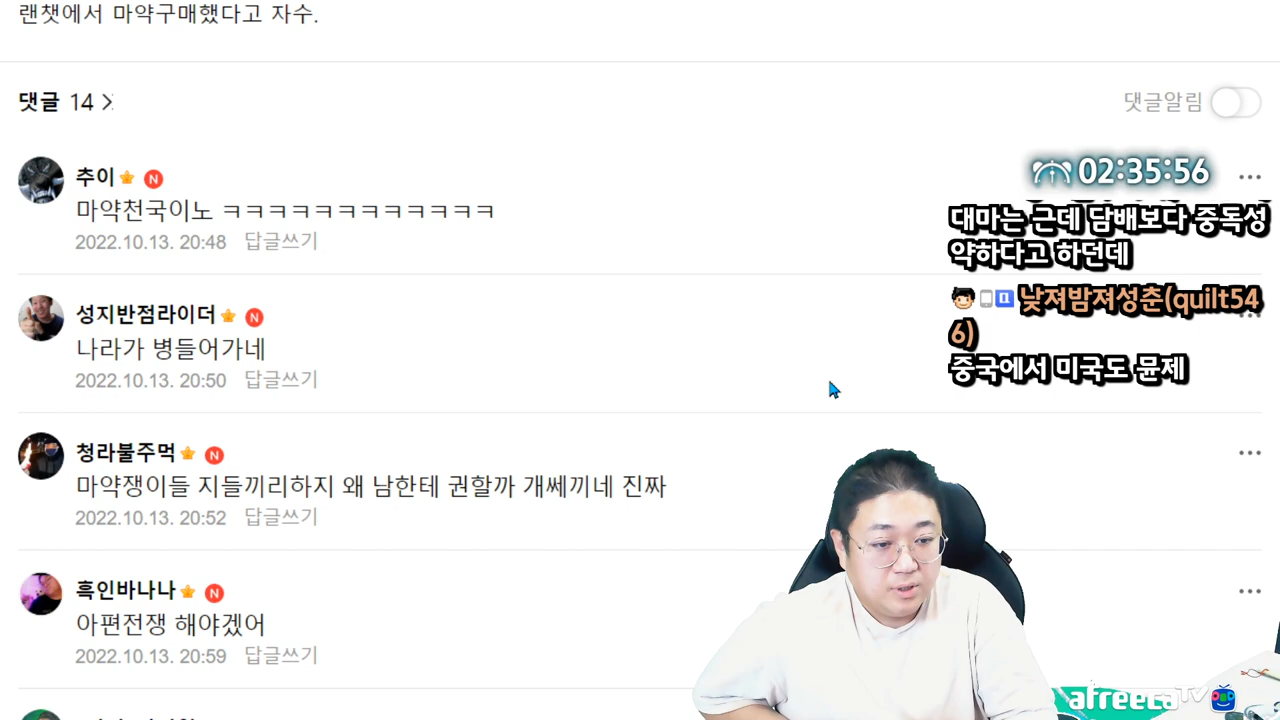 랜챗에서 마약구매했다고 자수.
댓글 14
댓글알림
추이 N
마약천국이노 ㅋㅋㅋㅋㅋㅋㅋㅋㅋㅋㅋㅋ
2022.10.13. 20:48 답글쓰기
성지반점라이더 N
나라가 병들어가네
2022.10.13. 20:50 답글쓰기
청라불주먹 N
마약쟁이들 지들끼리하지 왜 남한테 권할까 개쎄끼네 진짜
2022.10.13. 20:52 답글쓰기
흑인바나나 N
아편전쟁 해야겠어
2022.10.13. 20:59 답글쓰기
02:35:56
대마는 근데 담배보다 중독성
약하다고 하던데
낮져밤져성춘(quilt54
6)
중국에서 미국도 뮨제
afreecaTV